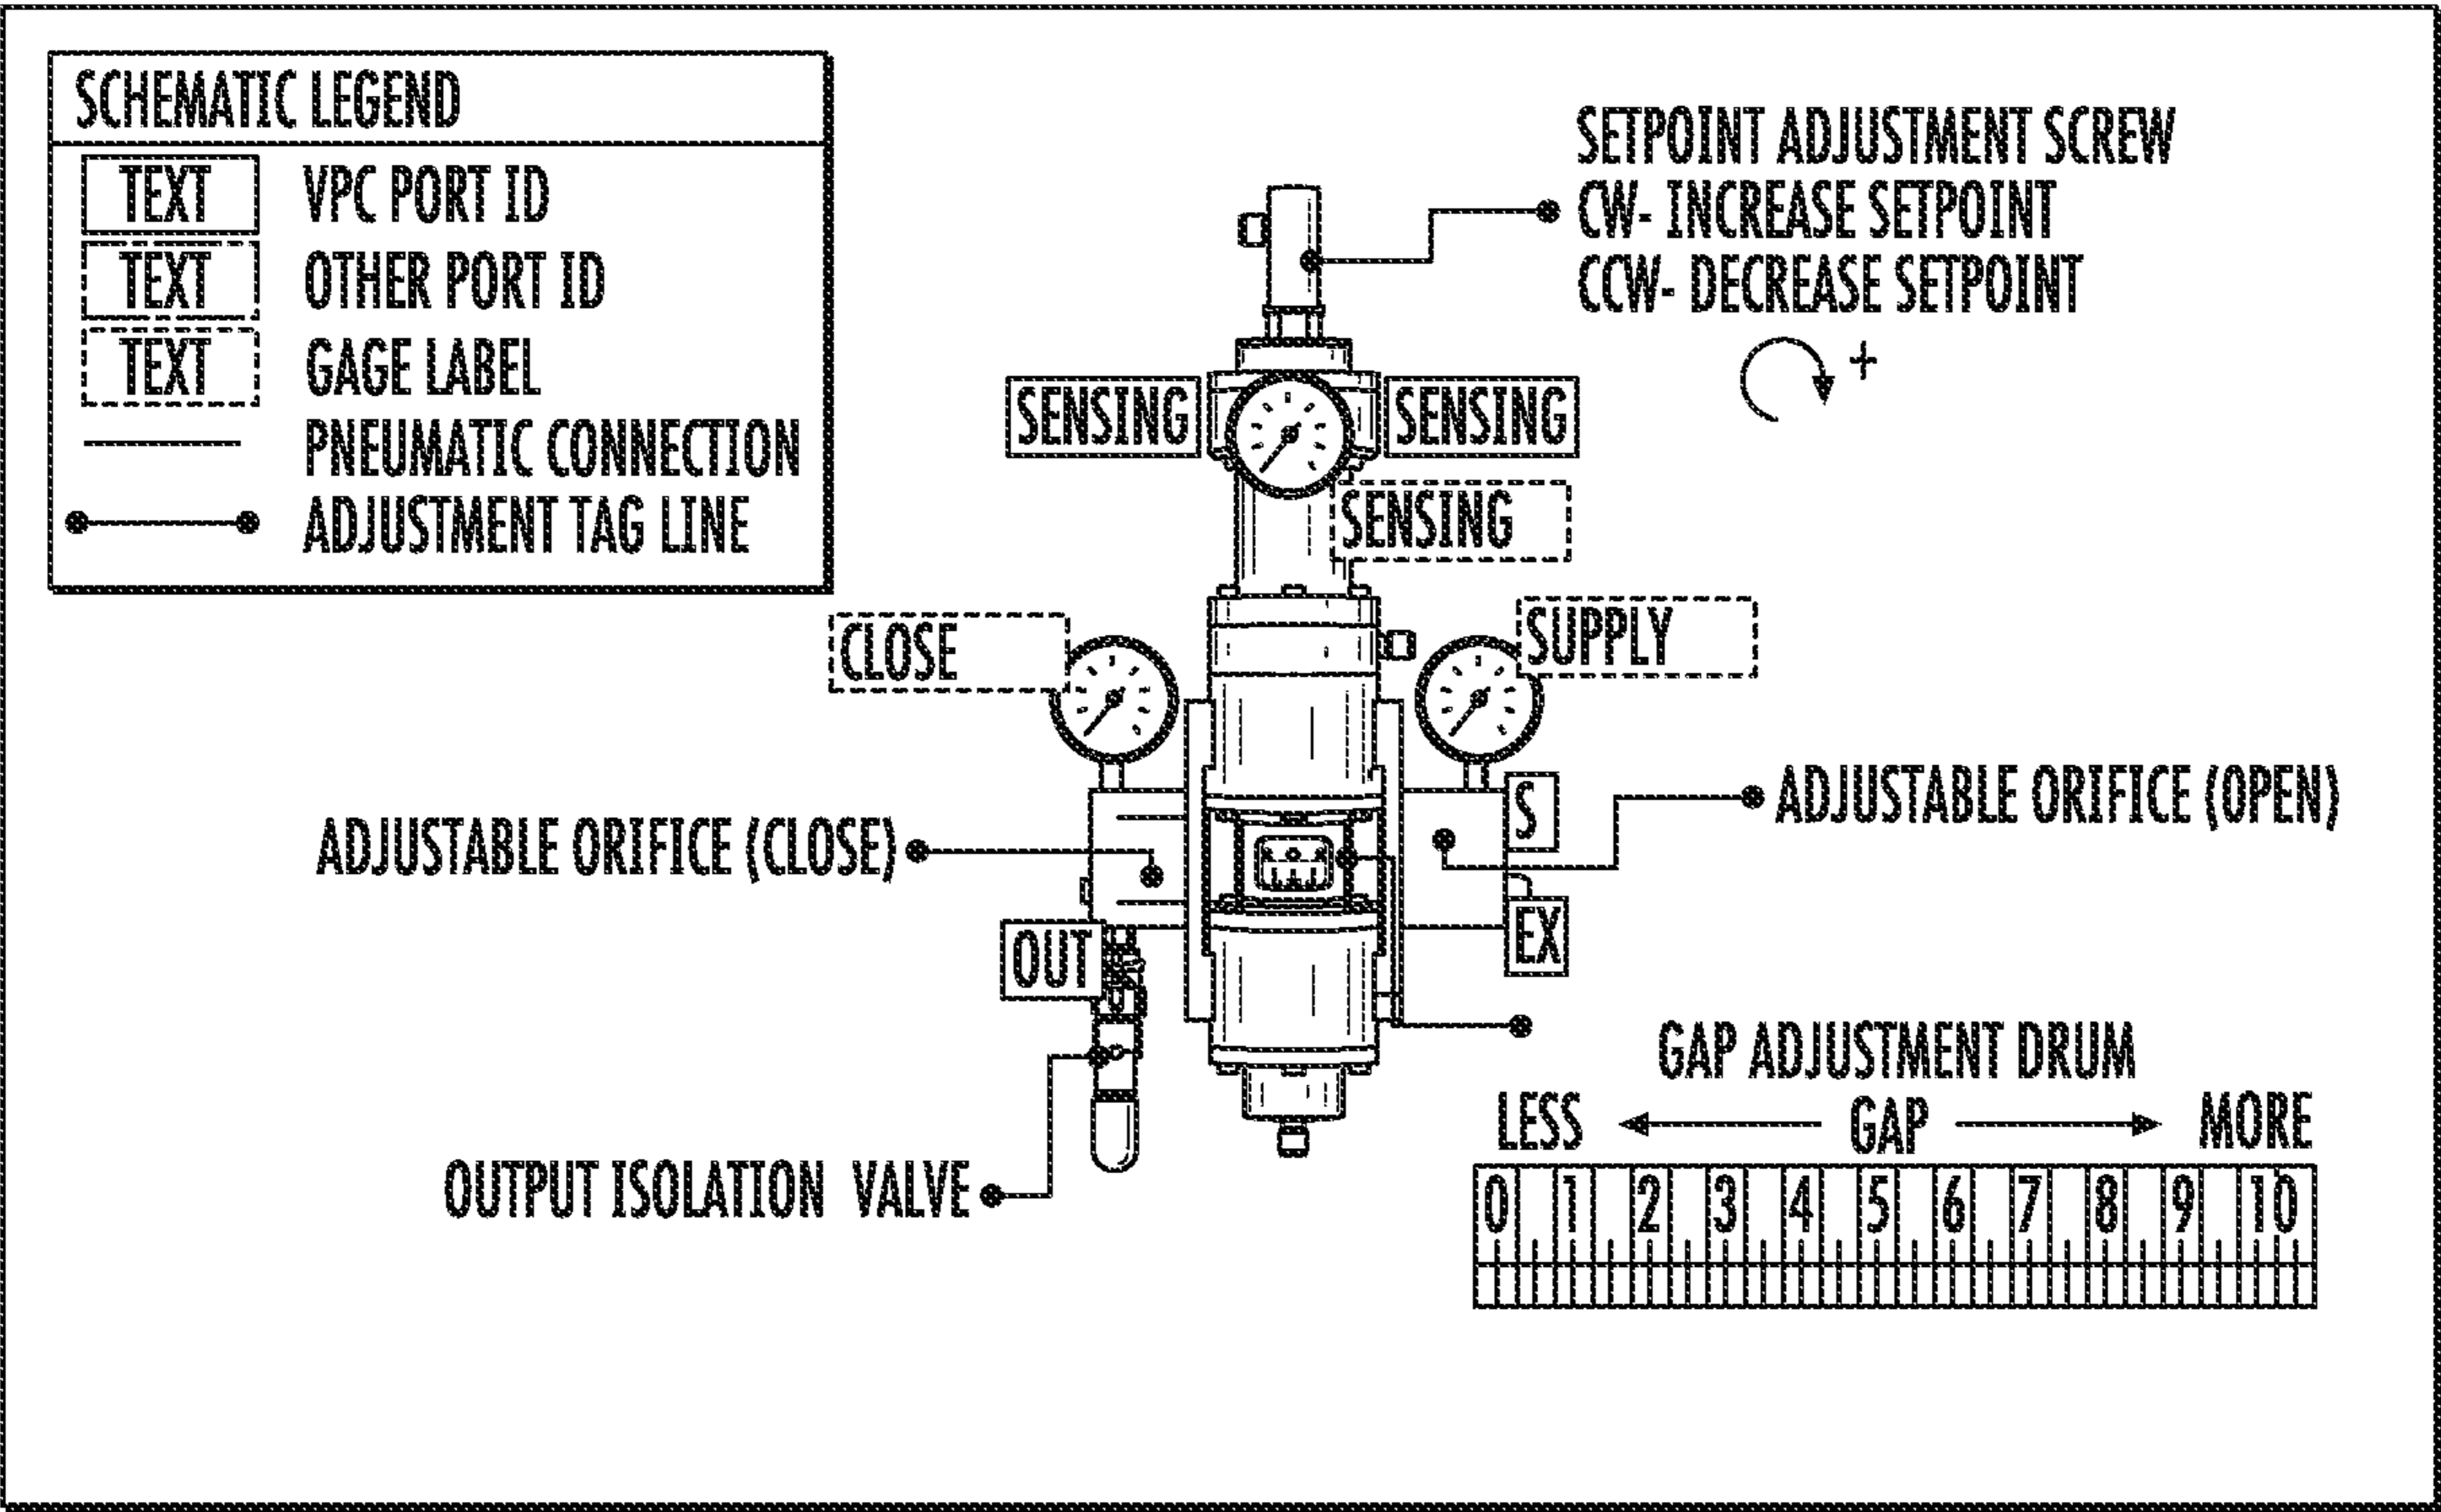 SCHEMATIC LEGEND
TEXT VPC PORT ID
TEXT OTHER PORT ID
TEXT GAGE LABEL
PNEUMATIC CONNECTION
ADJUSTMENT TAG LINE
SETPOINT ADJUSTMENT SCREW
CW- INCREASE SETPOINT
CCW- DECREASE SETPOINT
+
SENSING SENSING
SENSING
CLOSE SUPPLY
S
ADJUSTABLE ORIFICE (OPEN)
ADJUSTABLE ORIFICE (CLOSE)
OUT EX
GAP ADJUSTMENT DRUM
LESS GAP MORE
OUTPUT ISOLATION VALVE
0 1 2 3 4 5 6 7 8 9 10